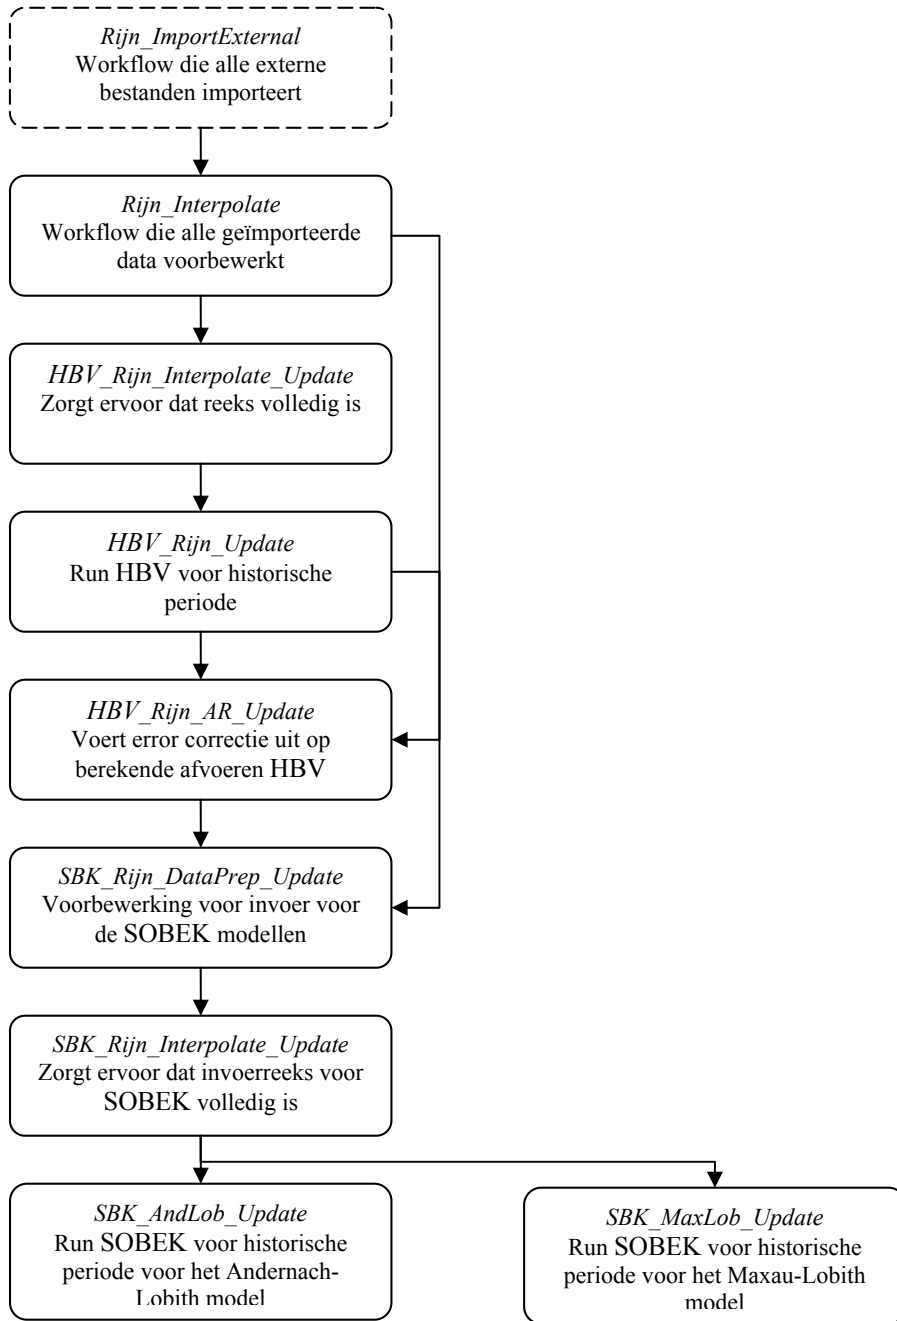 Rijn_ImportExternal
Workflow die alle externe
bestanden importeert
Rijn_Interpolate
Workflow die alle geïmporteerde
data voorbewerkt
HBV_Rijn_Interpolate_Update
Zorgt ervoor dat reeks volledig is
HBV_Rijn_Update
Run HBV voor historische
periode
HBV_Rijn_AR_Update
Voert error correctie uit op
berekende afvoeren HBV
SBK_Rijn_DataPrep_Update
Voorbewerking voor invoer voor
de SOBEK modellen
SBK_Rijn_Interpolate_Update
Zorgt ervoor dat invoerreeks voor
SOBEK volledig is
SBK_AndLob_Update
Run SOBEK voor historische
periode voor het Andernach-
Lobith model
SBK_MaxLob_Update
Run SOBEK voor historische
periode voor het Maxau-Lobith
model